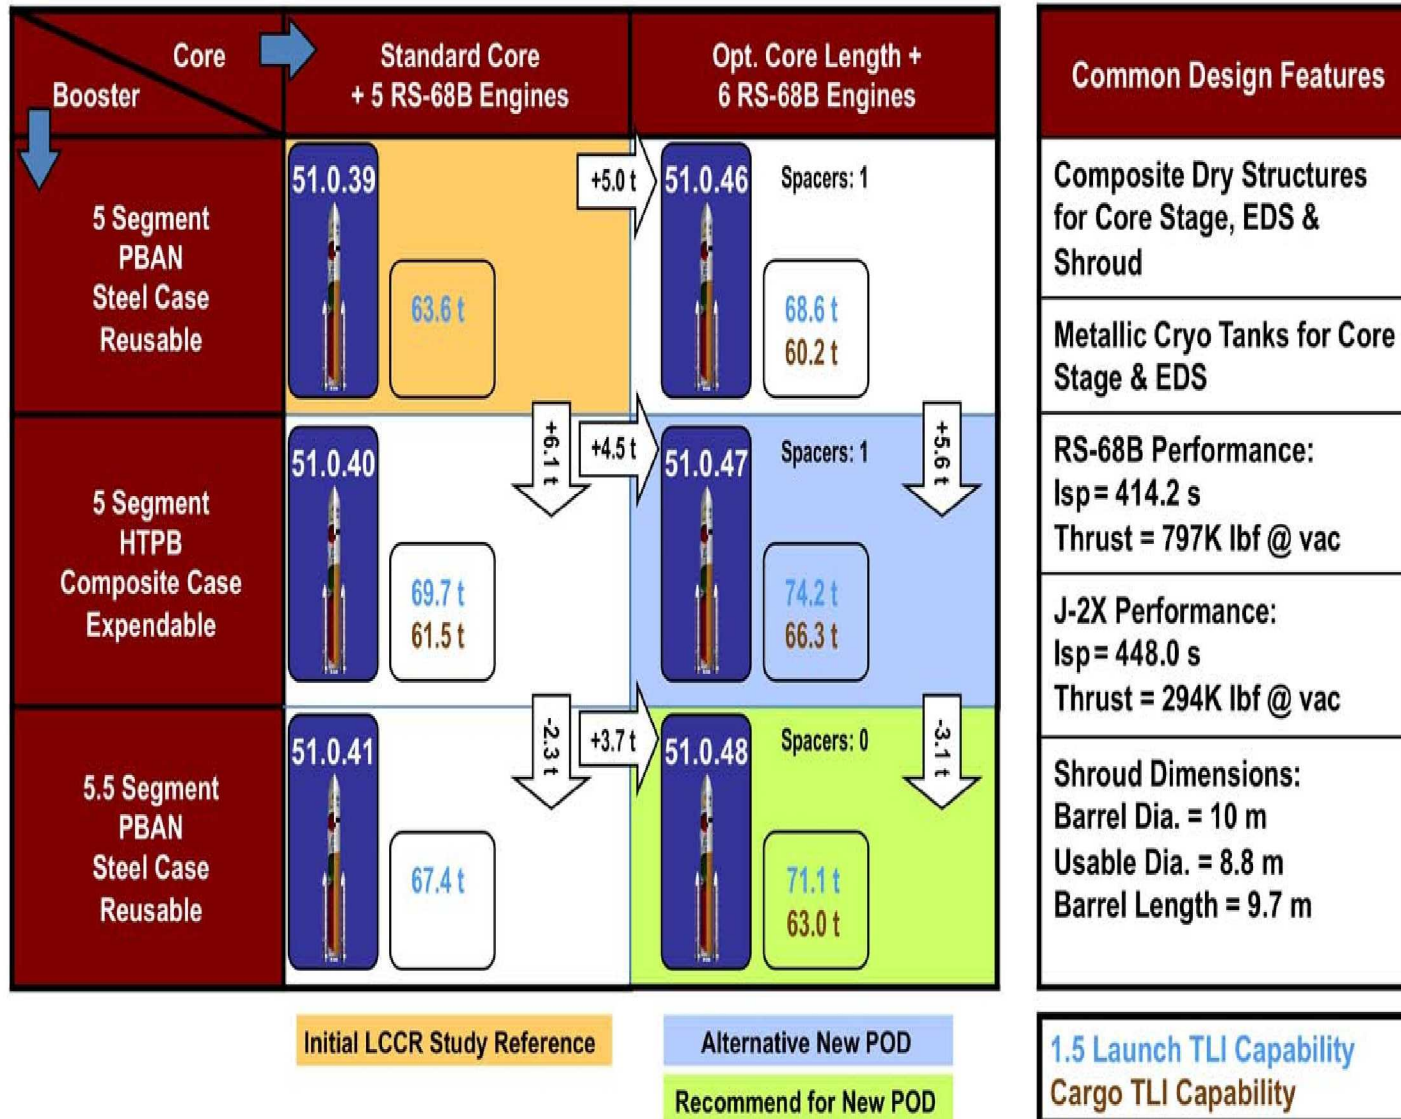 Core
Booster
Standard Core
+ 5 RS-68B Engines
Opt. Core Length +
6 RS-68B Engines
5 Segment
PBAN
Steel Case
Reusable
51.0.39
63.6 t
+5.0 t
51.0.46
Spacers: 1
68.6 t
60.2 t
+6.1 t
+5.6 t
5 Segment
HTPB
Composite Case
Expendable
51.0.40
69.7 t
61.5 t
+4.5 t
51.0.47
Spacers: 1
74.2 t
66.3 t
-2.3 t
-3.1 t
5.5 Segment
PBAN
Steel Case
Reusable
51.0.41
67.4 t
+3.7 t
51.0.48
Spacers: 0
71.1 t
63.0 t
Initial LCCR Study Reference
Alternative New POD
Recommend for New POD
Common Design Features
Composite Dry Structures
for Core Stage, EDS &
Shroud
Metallic Cryo Tanks for Core
Stage & EDS
RS-68B Performance:
Isp = 414.2 s
Thrust = 797K lbf @ vac
J-2X Performance:
Isp = 448.0 s
Thrust = 294K lbf @ vac
Shroud Dimensions:
Barrel Dia. = 10 m
Usable Dia. = 8.8 m
Barrel Length = 9.7 m
1.5 Launch TLI Capability
Cargo TLI Capability